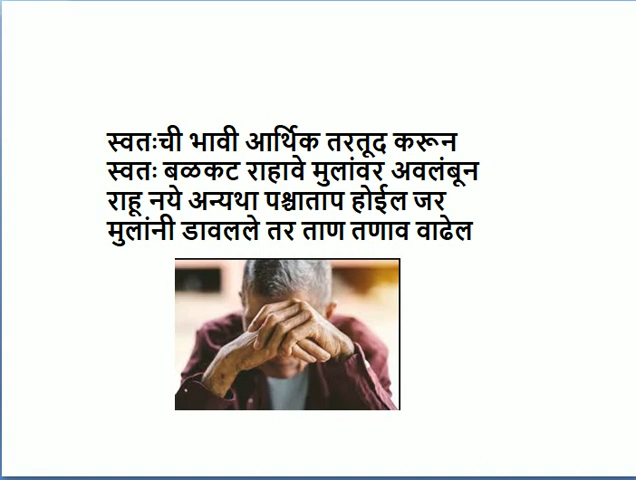 स्वतःची भावी आर्थिक तरतूद करून
स्वतः बळकट राहावे मुलांवर अवलंबून
राहू नये अन्यथा पश्चाताप होईल जर
मुलांनी डावलले तर ताण तणाव वाढेल